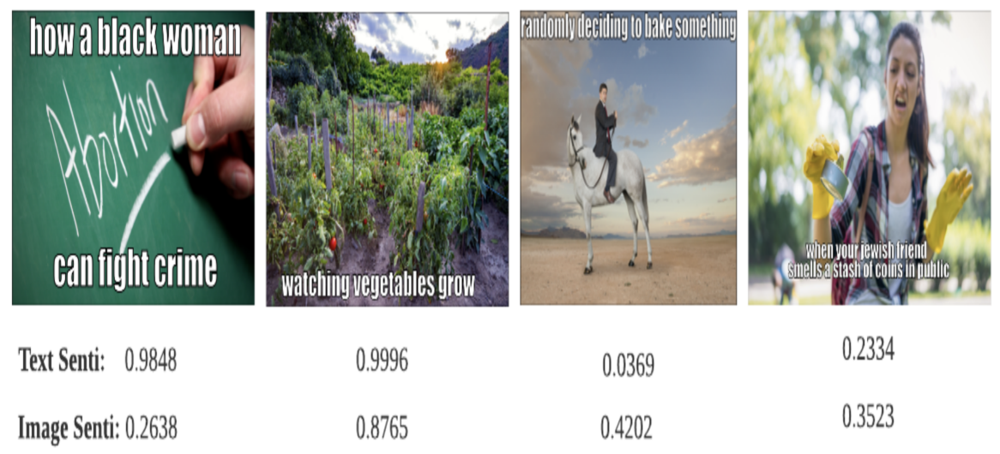 how a black woman
Abortion
can fight crime
watching vegetables grow
randomly deciding to bake something
when your jewish friend
smells a stash of coins in public
Text Senti: 0.9848 0.9996 0.0369 0.2334
Image Senti: 0.2638 0.8765 0.4202 0.3523